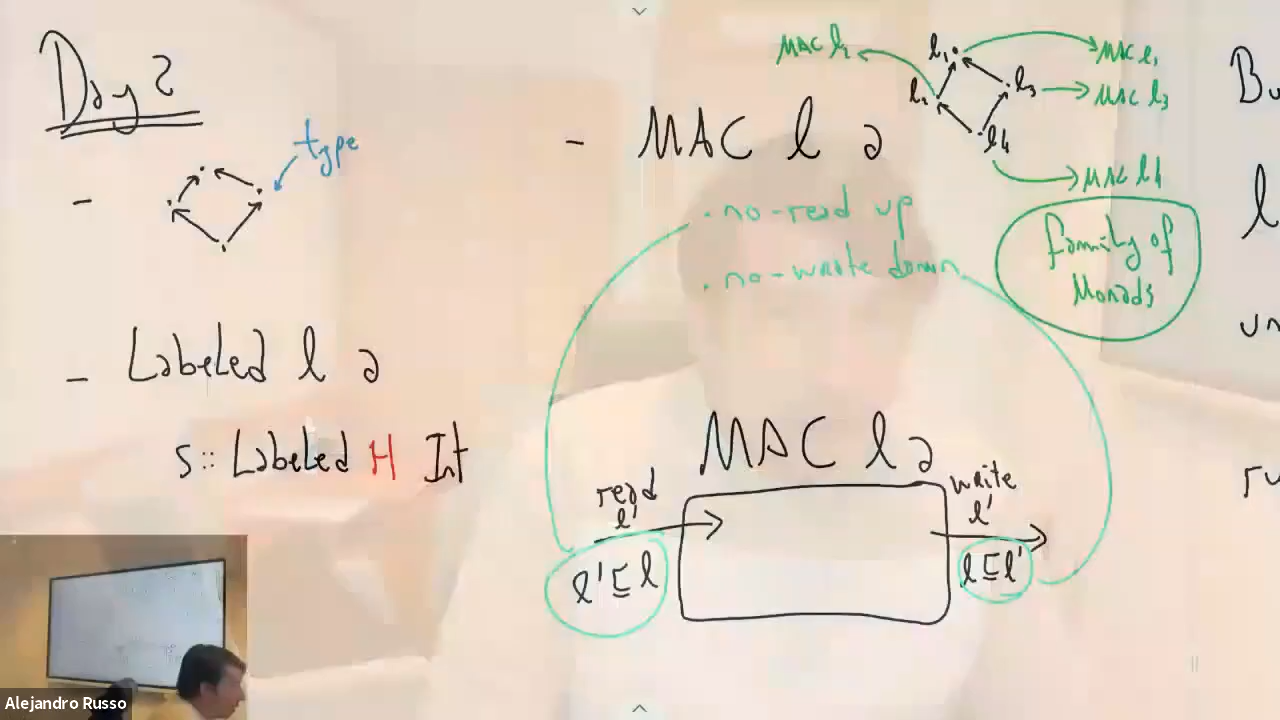 Day 2
type
- Labeled l a
s :: Labeled H Int
- MAC l a
· no-read up
· no-write down
l₁
l₂
l₃
l4
MAC l₂
MAC l₁
MAC l₃
MAC l4
family of
Monads
MAC l a
read
l'
l' ⊑ l
write
l'
l ⊑ l'
l
Alejandro Russo